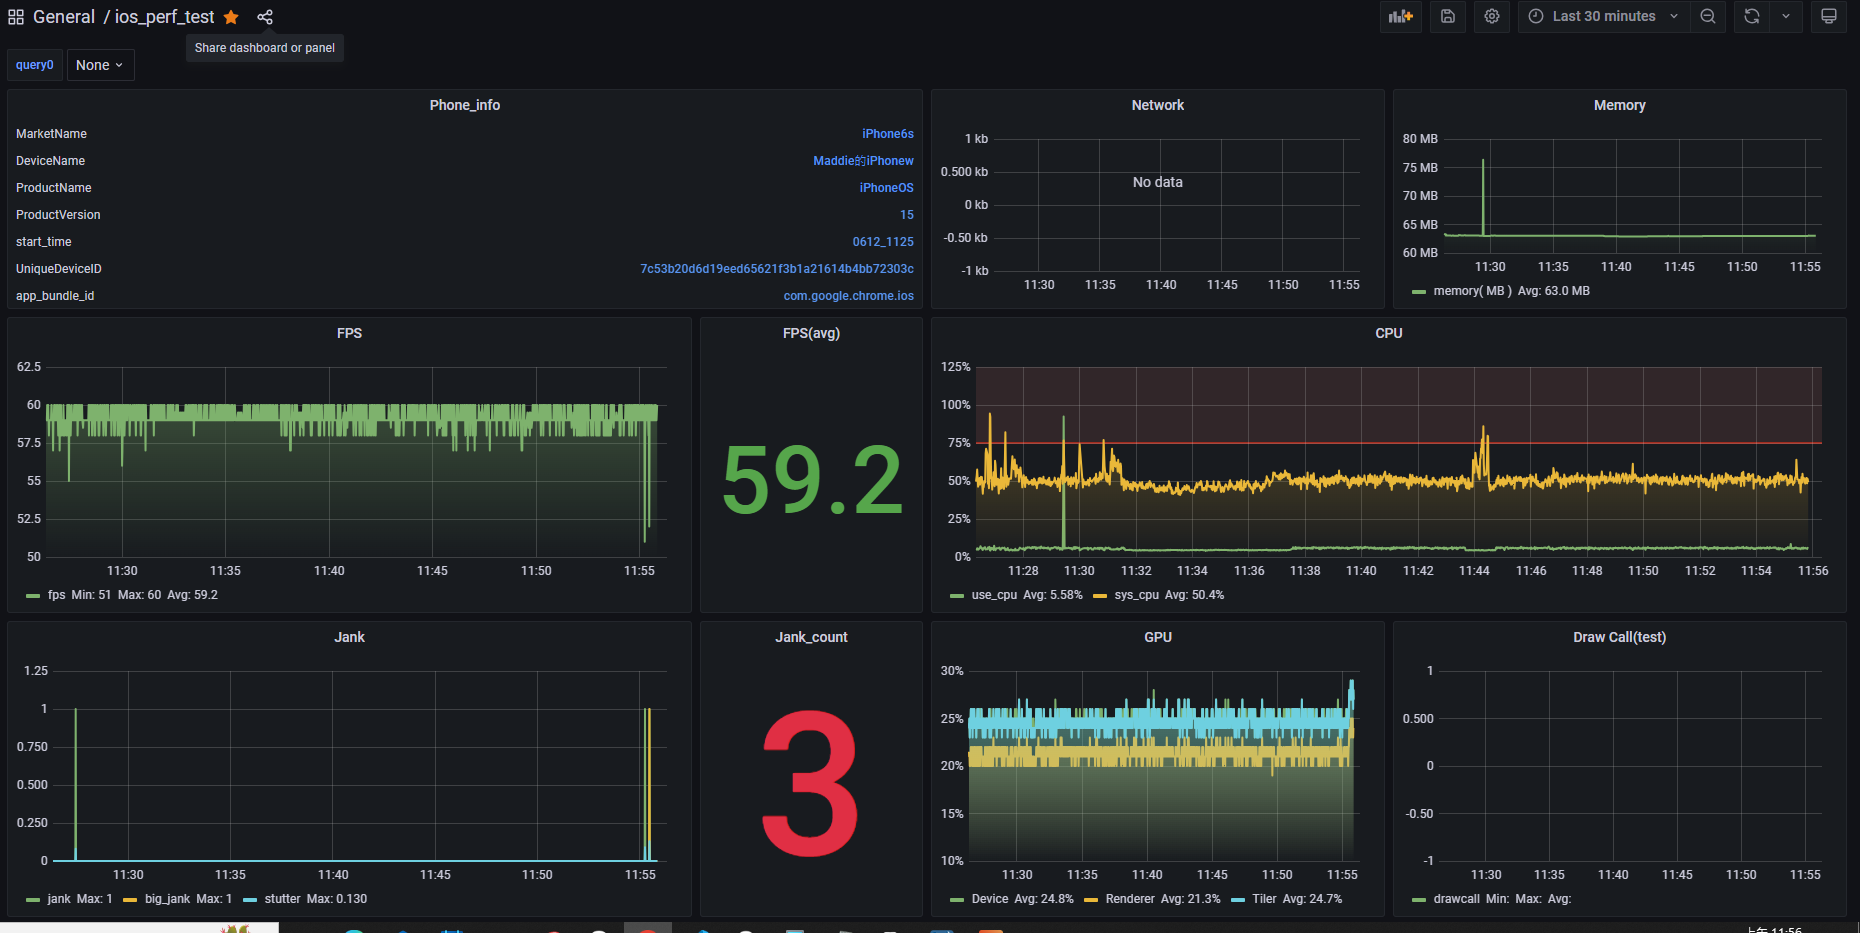 General / ios_perf_test
Last 30 minutes
Share dashboard or panel
query0 None
Phone_info
MarketName iPhone6s
DeviceName Maddie的iPhonew
ProductName iPhoneOS
ProductVersion 15
start_time 0612_1125
UniqueDeviceID 7c53b20d6d19eed65621f3b1a21614b4bb72303c
app_bundle_id com.google.chrome.ios
Network
1 kb
0.500 kb
0 kb
-0.50 kb
-1 kb
No data
11:30 11:35 11:40 11:45 11:50 11:55
Memory
80 MB
75 MB
70 MB
65 MB
60 MB
11:30 11:35 11:40 11:45 11:50 11:55
memory( MB ) Avg: 63.0 MB
FPS
62.5
60
57.5
55
52.5
50
11:30 11:35 11:40 11:45 11:50 11:55
fps Min: 51 Max: 60 Avg: 59.2
FPS(avg)
59.2
CPU
125%
100%
75%
50%
25%
0%
11:28 11:30 11:32 11:34 11:36 11:38 11:40 11:42 11:44 11:46 11:48 11:50 11:52 11:54 11:56
use_cpu Avg: 5.58% sys_cpu Avg: 50.4%
Jank
1.25
1
0.750
0.500
0.250
0
11:30 11:35 11:40 11:45 11:50 11:55
jank Max: 1 big_jank Max: 1 stutter Max: 0.130
Jank_count
3
GPU
30%
25%
20%
15%
10%
11:30 11:35 11:40 11:45 11:50 11:55
Device Avg: 24.8% Renderer Avg: 21.3% Tiler Avg: 24.7%
Draw Call(test)
1
0.500
0
-0.50
-1
11:30 11:35 11:40 11:45 11:50 11:55
drawcall Min: Max: Avg:
上午 11:56